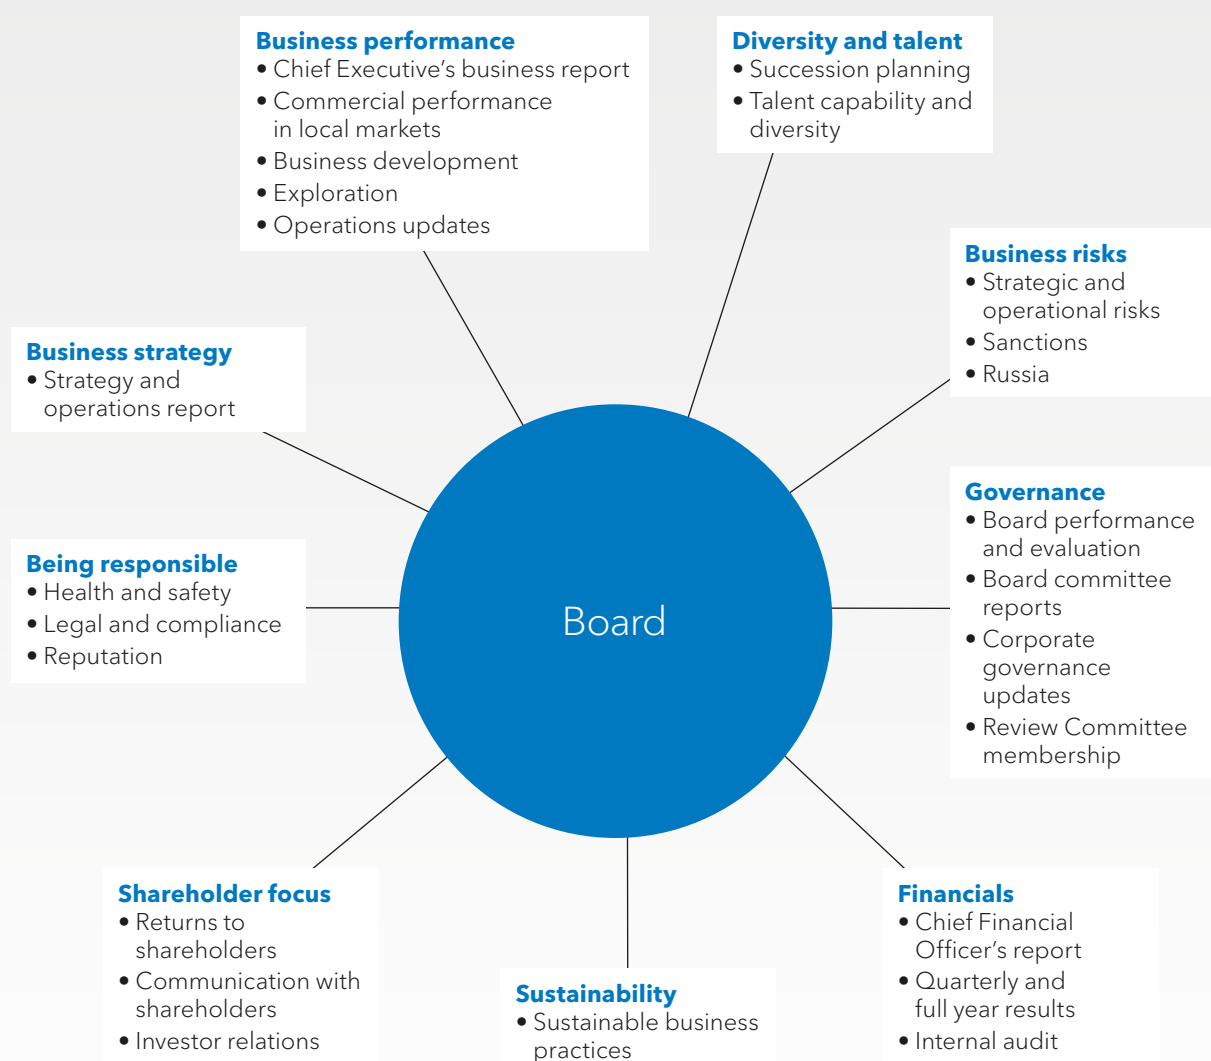 Business performance
• Chief Executive’s business report
• Commercial performance
in local markets
• Business development
• Exploration
• Operations updates
Diversity and talent
• Succession planning
• Talent capability and
diversity
Business risks
• Strategic and
operational risks
• Sanctions
• Russia
Business strategy
• Strategy and
operations report
Governance
• Board performance
and evaluation
• Board committee
reports
• Corporate
governance
updates
• Review Committee
membership
Being responsible
• Health and safety
• Legal and compliance
• Reputation
Board
Shareholder focus
• Returns to
shareholders
• Communication with
shareholders
• Investor relations
Sustainability
• Sustainable business
practices
Financials
• Chief Financial
Officer’s report
• Quarterly and
full year results
• Internal audit